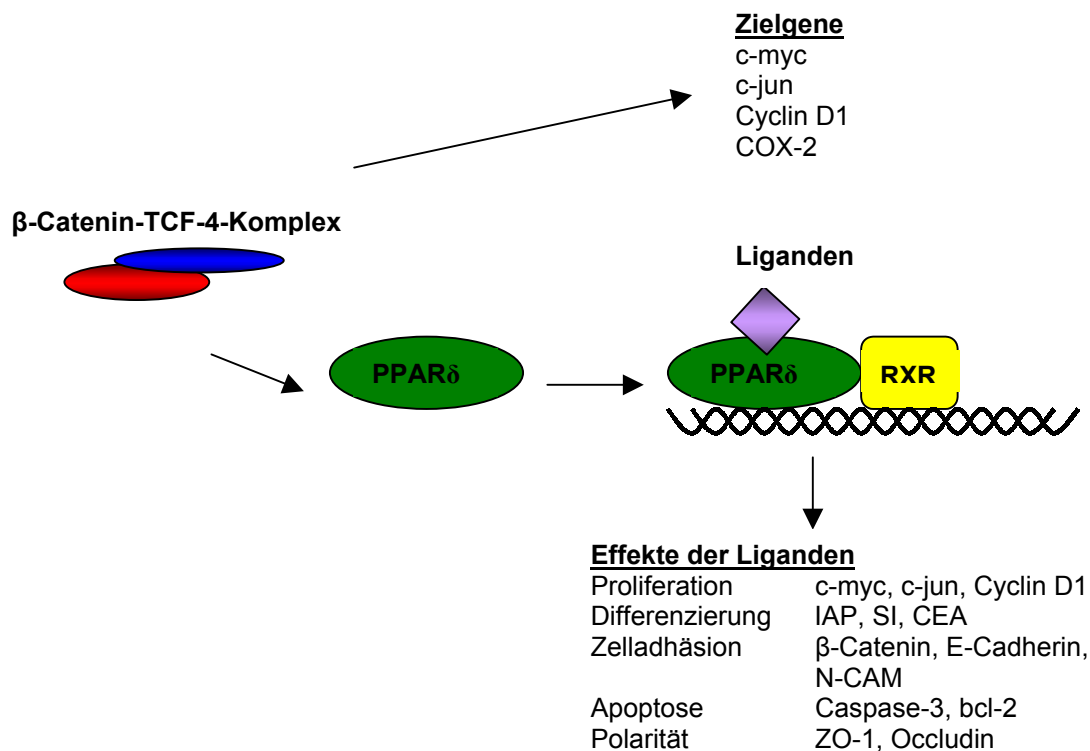 Zielgene
c-myc
c-jun
Cyclin D1
COX-2
β-Catenin-TCF-4-Komplex
Liganden
PPARδ
PPARδ
RXR
Effekte der Liganden
Proliferation c-myc, c-jun, Cyclin D1
Differenzierung IAP, SI, CEA
Zelladhäsion β-Catenin, E-Cadherin,
N-CAM
Apoptose Caspase-3, bcl-2
Polarität ZO-1, Occludin